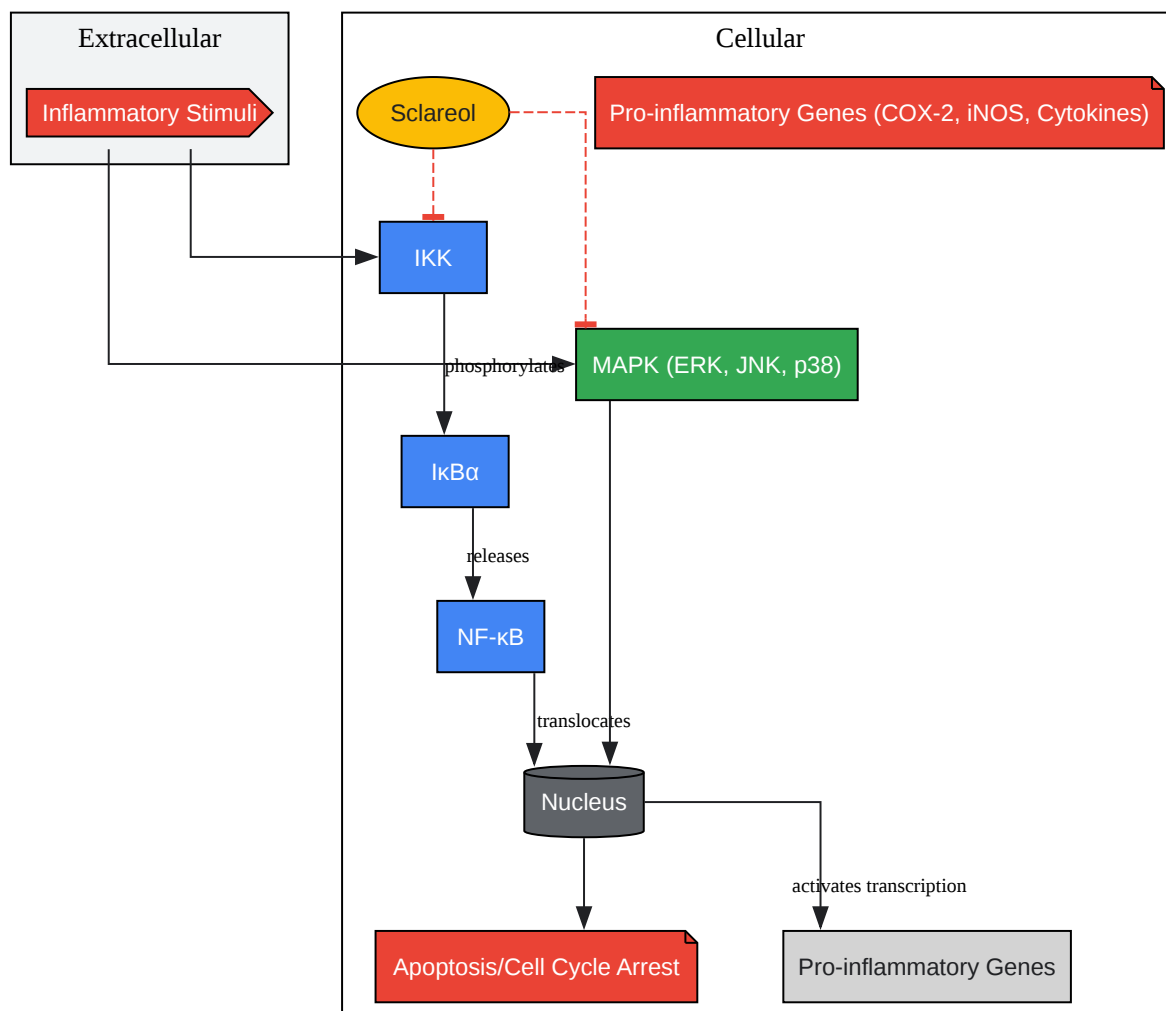 Extracellular
Cellular
Inflammatory Stimuli
Sclareol
Pro-inflammatory Genes (COX-2, iNOS, Cytokines)
IKK
phosphorylates
MAPK (ERK, JNK, p38)
IκBα
releases
NF-κB
translocates
Nucleus
activates transcription
Apoptosis/Cell Cycle Arrest
Pro-inflammatory Genes